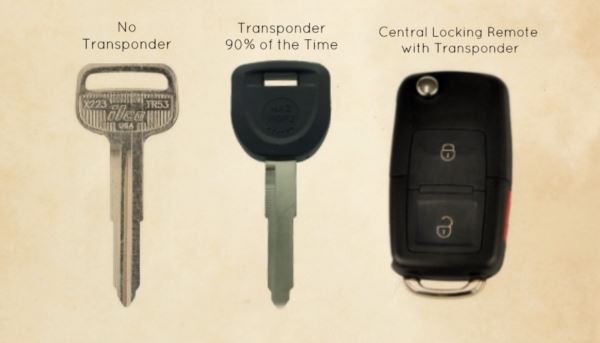 No
Transponder
Transponder
90% of the Time
Central Locking Remote
with Transponder
X223 ilco TR53
USA